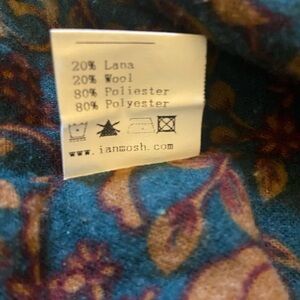 20% Lana
20% Wool
80% Poliester
80% Polyester
www.ianmosh.com